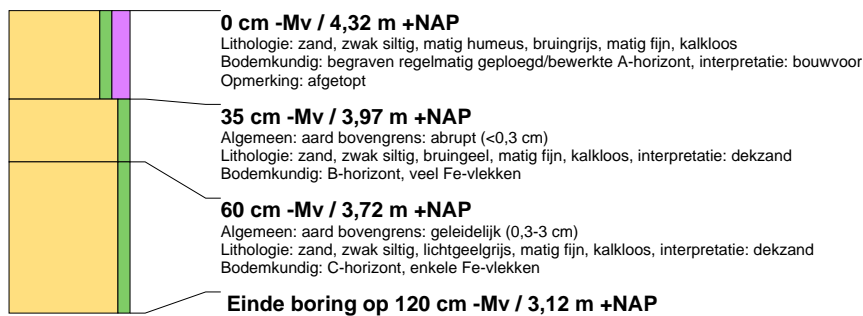 0 cm -Mv / 4,32 m +NAP
Lithologie: zand, zwak siltig, matig humeus, bruingrijs, matig fijn, kalkloos
Bodemkundig: begraven regelmatig geploegd/bewerkte A-horizont, interpretatie: bouwvoor
Opmerking: afgetopt
35 cm -Mv / 3,97 m +NAP
Algemeen: aard bovengrens: abrupt (<0,3 cm)
Lithologie: zand, zwak siltig, bruingeel, matig fijn, kalkloos, interpretatie: dekzand
Bodemkundig: B-horizont, veel Fe-vlekken
60 cm -Mv / 3,72 m +NAP
Algemeen: aard bovengrens: geleidelijk (0,3-3 cm)
Lithologie: zand, zwak siltig, lichtgeelgrijs, matig fijn, kalkloos, interpretatie: dekzand
Bodemkundig: C-horizont, enkele Fe-vlekken
Einde boring op 120 cm -Mv / 3,12 m +NAP